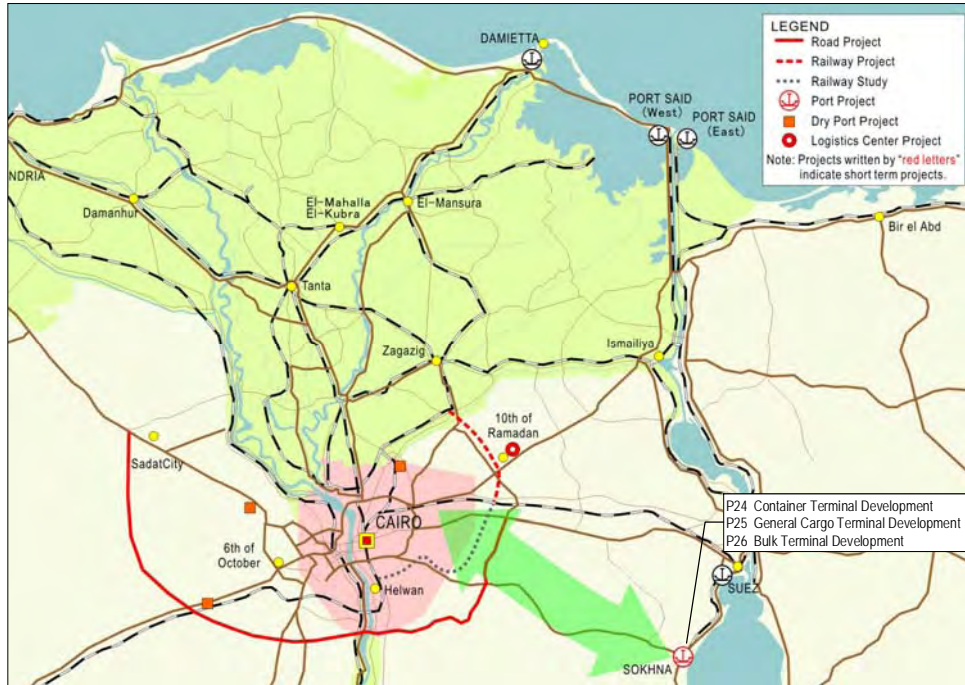 LEGEND
Road Project
Railway Project
Railway Study
Port Project
Dry Port Project
Logistics Center Project
Note: Projects written by "red letters"
indicate short term projects.
DAMIETTA
PORT SAID
(West)
PORT SAID
(East)
NDRIA
Damanhur
El-Mahalla
El-Kubra
El-Mansura
Bir el Abd
Tanta
Zagazig
Ismailiya
10th of
Ramadan
SadatCity
CAIRO
6th of
October
Helwan
P24 Container Terminal Development
P25 General Cargo Terminal Development
P26 Bulk Terminal Development
SUEZ
SOKHNA